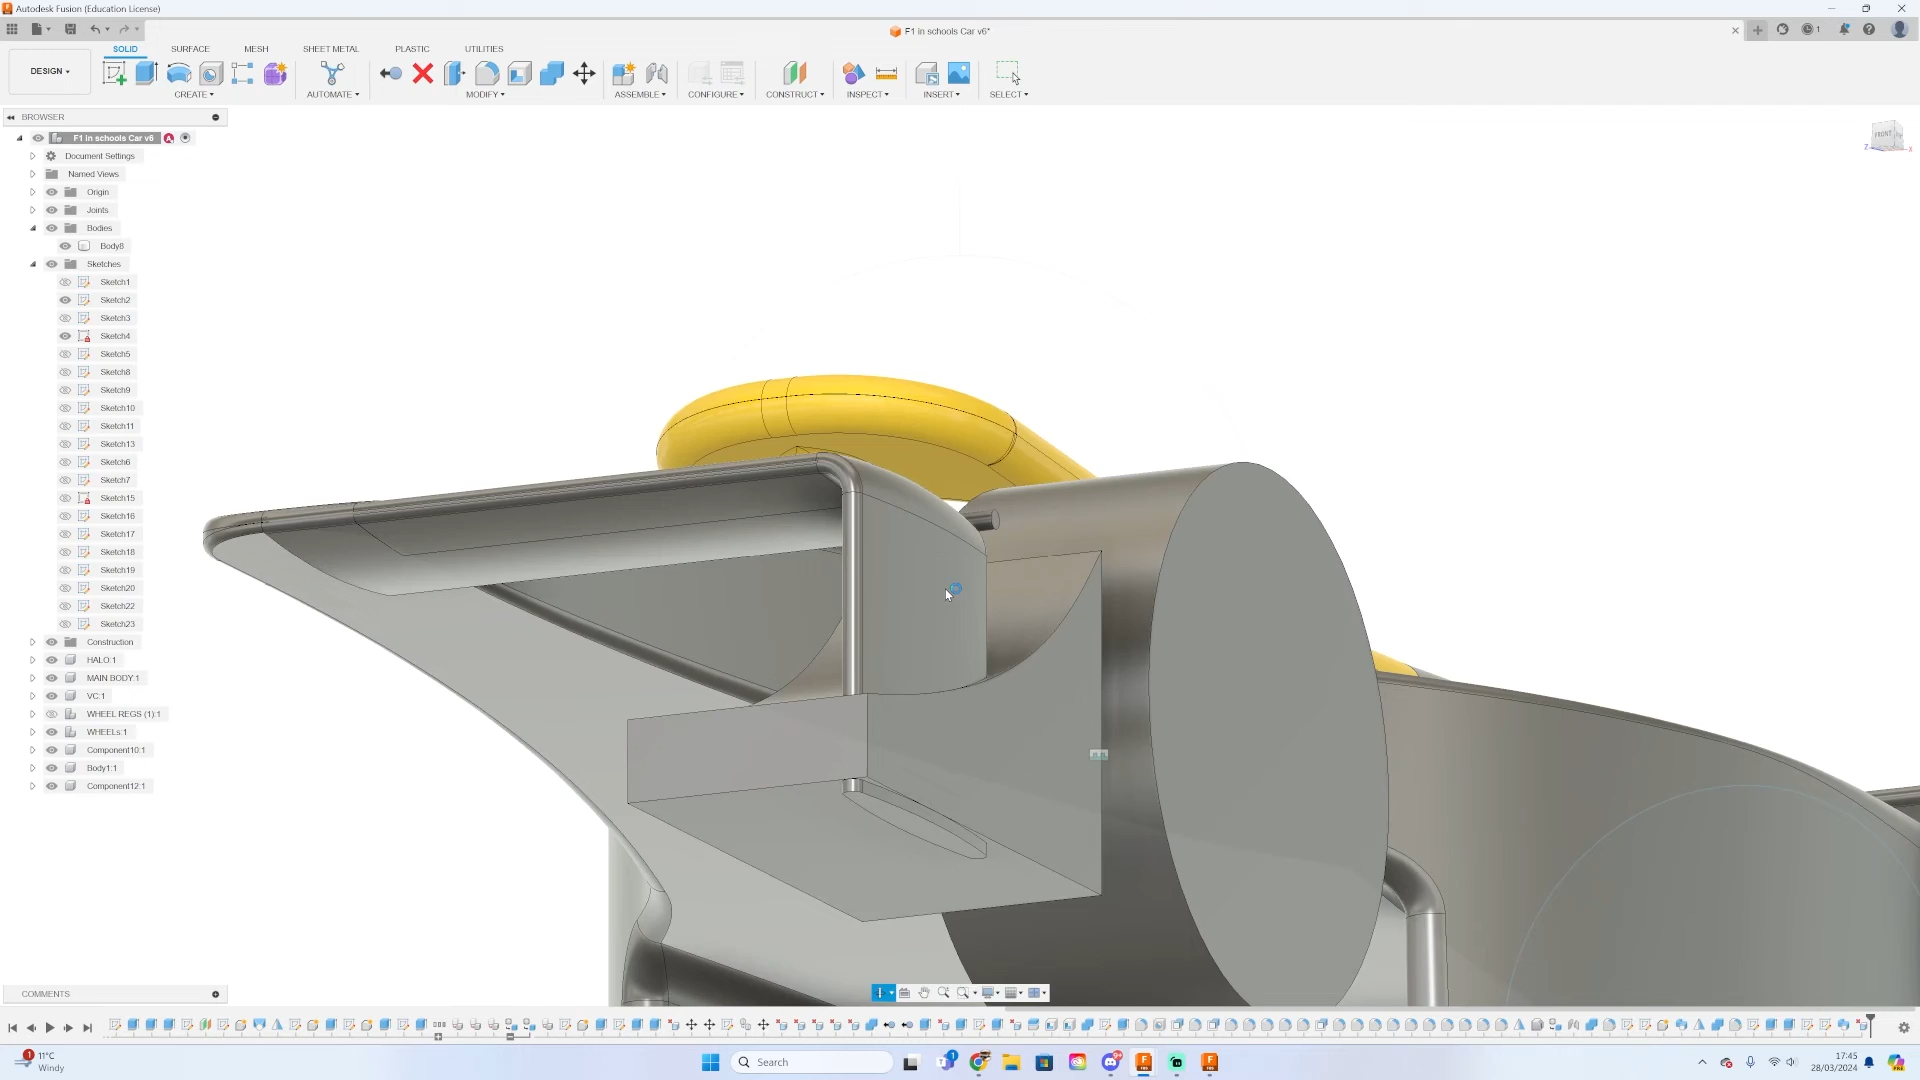 Autodesk Fusion (Education License)
F1 in schools Car v6*
1
DESIGN
SOLID
SURFACE
MESH
SHEET METAL
PLASTIC
UTILITIES
CREATE
AUTOMATE
MODIFY
ASSEMBLE
CONFIGURE
CONSTRUCT
INSPECT
INSERT
SELECT
BROWSER
F1 in schools Car v6
A
Document Settings
Named Views
Origin
Joints
Bodies
Body8
Sketches
Sketch1
Sketch2
Sketch3
Sketch4
Sketch5
Sketch8
Sketch9
Sketch10
Sketch11
Sketch13
Sketch6
Sketch7
Sketch15
Sketch16
Sketch17
Sketch18
Sketch19
Sketch20
Sketch22
Sketch23
Construction
HALO:1
MAIN BODY:1
VC:1
WHEEL REGS (1):1
WHEELs:1
Component10:1
Body1:1
Component12:1
FRONT
Z
X
COMMENTS
1
11°C
Windy
Search
1
9+
17:45
28/03/2024